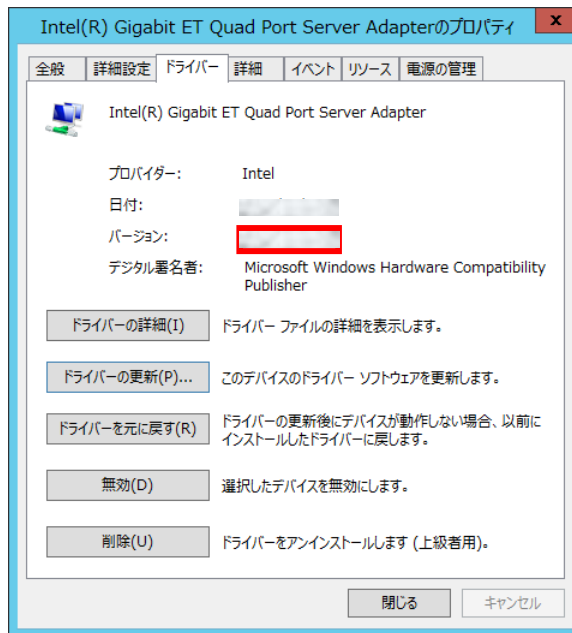 Intel(R) Gigabit ET Quad Port Server Adapterのプロパティ
x
全般 詳細設定 ドライバー 詳細 イベント リソース 電源の管理
Intel(R) Gigabit ET Quad Port Server Adapter
プロバイダー: Intel
日付:
バージョン:
デジタル署名者: Microsoft Windows Hardware Compatibility
Publisher
ドライバーの詳細(I) ドライバー ファイルの詳細を表示します。
ドライバーの更新(P)... このデバイスのドライバー ソフトウェアを更新します。
ドライバーを元に戻す(R) ドライバーの更新後にデバイスが動作しない場合、以前に
インストールしたドライバーに戻します。
無効(D) 選択したデバイスを無効にします。
削除(U) ドライバーをアンインストールします (上級者用)。
閉じる キャンセル